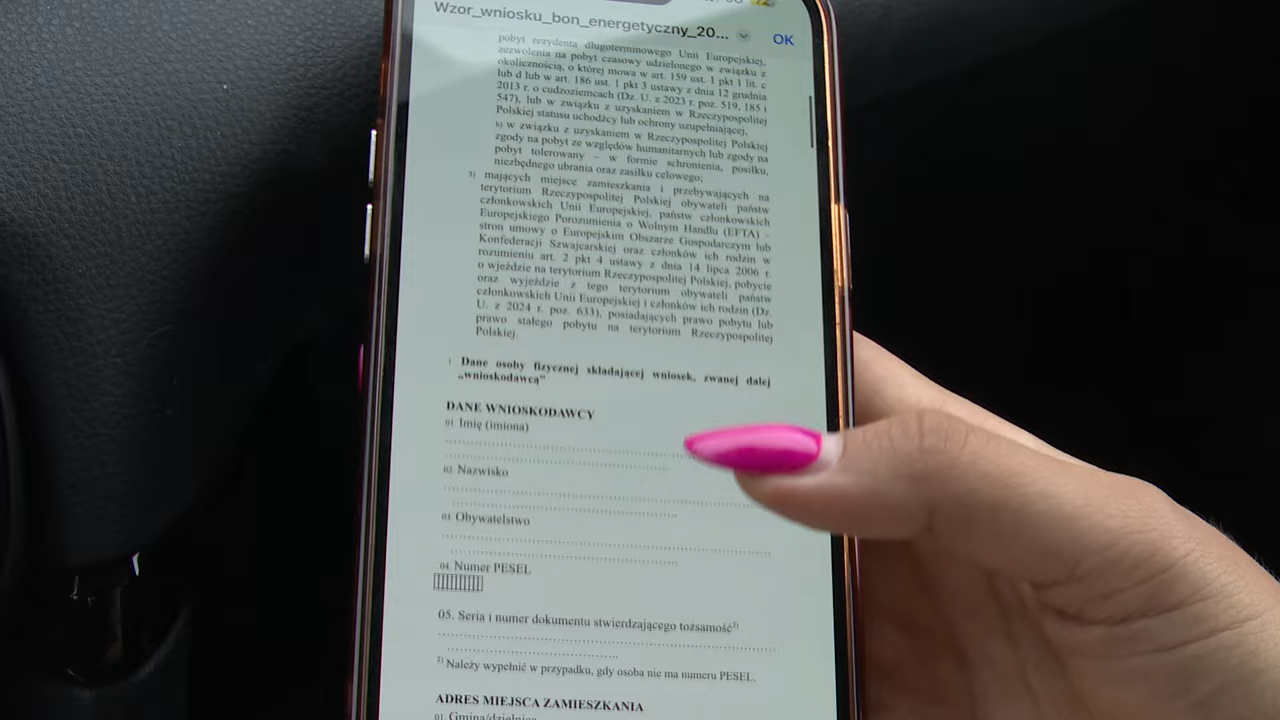 Wzor_wniosku_bon_energetyczny_20...
OK
pobyt rezydenta długoterminowego Unii Europejskiej,
zezwolenia na pobyt czasowy udzielonego w związku z
okolicznością, o której mowa w art. 159 ust. 1 pkt 1 lit. c
lub d lub w art. 186 ust. 1 pkt 3 ustawy z dnia 12 grudnia
2013 r. o cudzoziemcach (Dz. U. z 2023 r. poz. 519, 185 i
547), lub w związku z uzyskaniem w Rzeczypospolitej
Polskiej statusu uchodźcy lub ochrony uzupełniającej,
b) w związku z uzyskaniem w Rzeczypospolitej Polskiej
zgody na pobyt ze względów humanitarnych lub zgody na
pobyt tolerowany – w formie schronienia, posiłku,
niezbędnego ubrania oraz zasiłku celowego;
3) mających miejsce zamieszkania i przebywających na
terytorium Rzeczypospolitej Polskiej obywateli państw
członkowskich Unii Europejskiej, państw członkowskich
Europejskiego Porozumienia o Wolnym Handlu (EFTA) –
stron umowy o Europejskim Obszarze Gospodarczym lub
Konfederacji Szwajcarskiej oraz członków ich rodzin w
rozumieniu art. 2 pkt 4 ustawy z dnia 14 lipca 2006 r.
o wjeździe na terytorium Rzeczypospolitej Polskiej, pobycie
oraz wyjeździe z tego terytorium obywateli państw
członkowskich Unii Europejskiej i członków ich rodzin (Dz.
U. z 2024 r. poz. 633), posiadających prawo pobytu lub
prawo stałego pobytu na terytorium Rzeczypospolitej
Polskiej.
1 Dane osoby fizycznej składającej wniosek, zwanej dalej
„wnioskodawcą”
DANE WNIOSKODAWCY
01. Imię (imiona)
02. Nazwisko
03. Obywatelstwo
04. Numer PESEL
05. Seria i numer dokumentu stwierdzającego tożsamość2)
2) Należy wypełnić w przypadku, gdy osoba nie ma numeru PESEL.
ADRES MIEJSCA ZAMIESZKANIA
01. Gmina/dzielnica